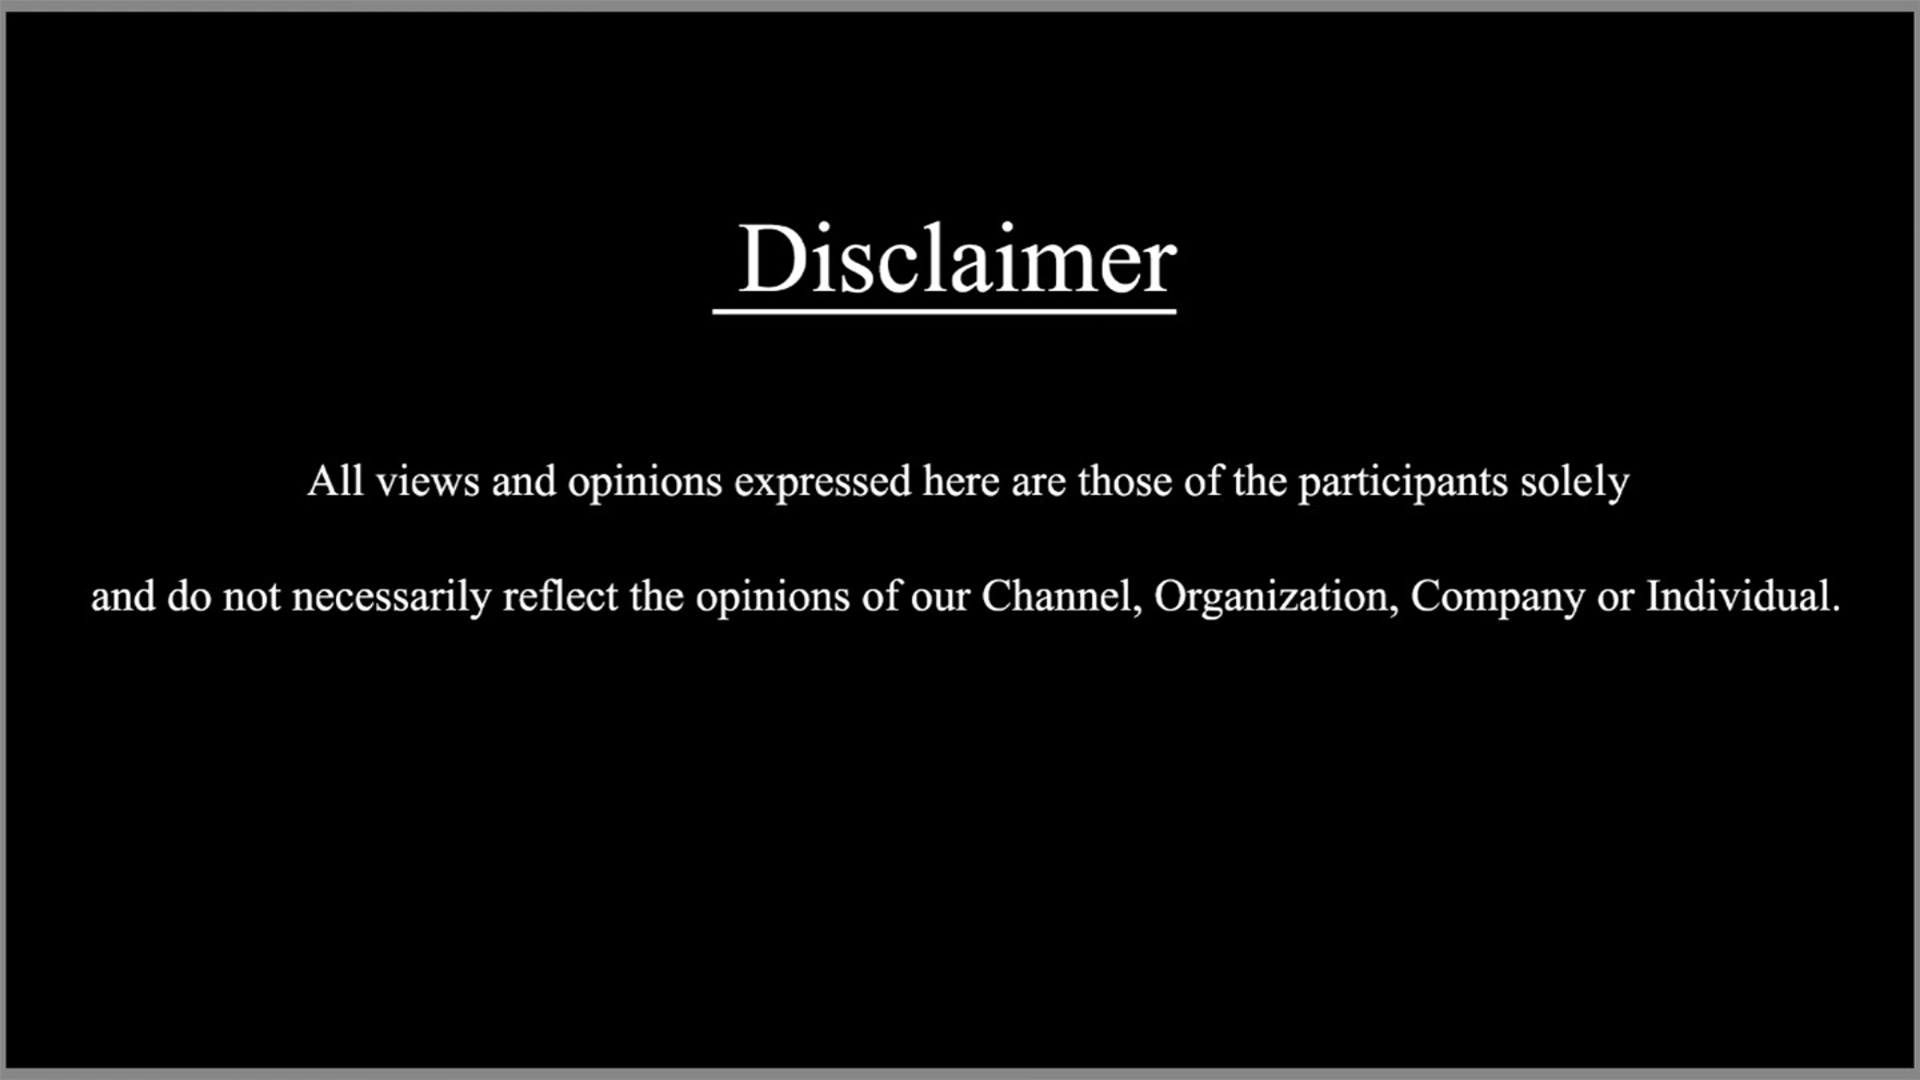 Disclaimer
All views and opinions expressed here are those of the participants solely
and do not necessarily reflect the opinions of our Channel, Organization, Company or Individual.